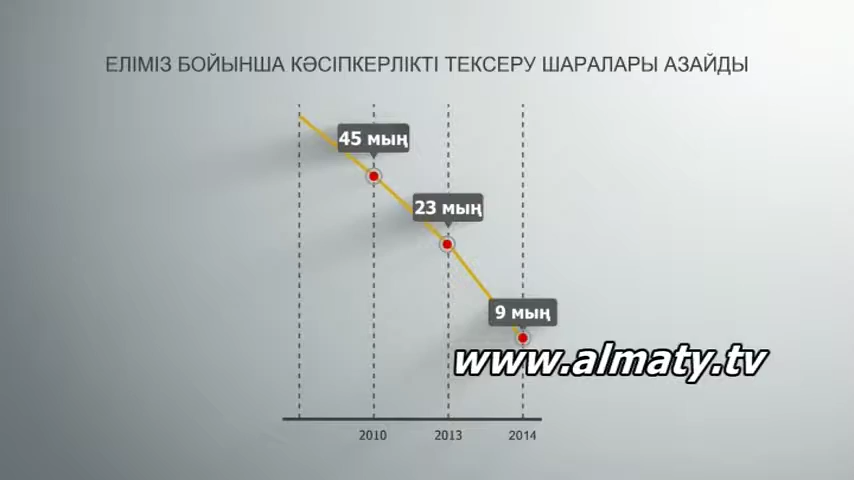 ЕЛІМІЗ БОЙЫНША КӘСІПКЕРЛІКТІ ТЕКСЕРУ ШАРАЛАРЫ АЗАЙДЫ
45 мың
23 мың
9 мың
www.almaty.tv
2010 2013 2014